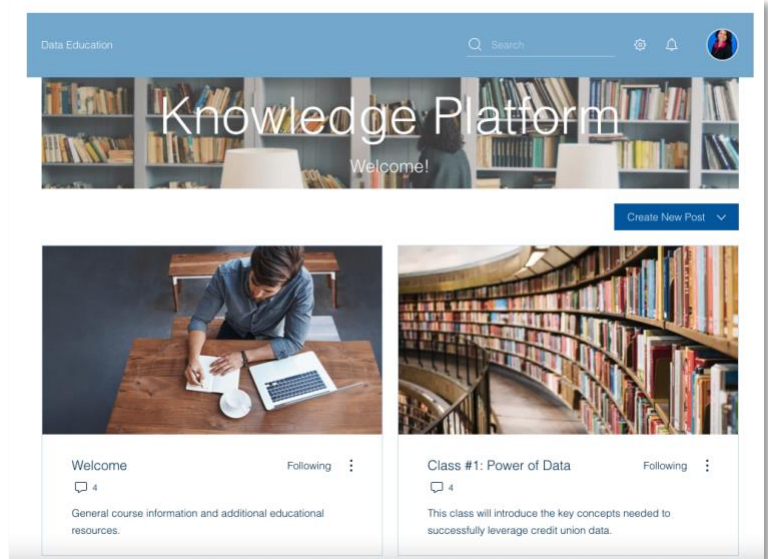 Data Education
Search
Knowledge Platform
Welcome!
Create New Post
Welcome
Following
4
General course information and additional educational
resources.
Class #1: Power of Data
Following
4
This class will introduce the key concepts needed to
successfully leverage credit union data.